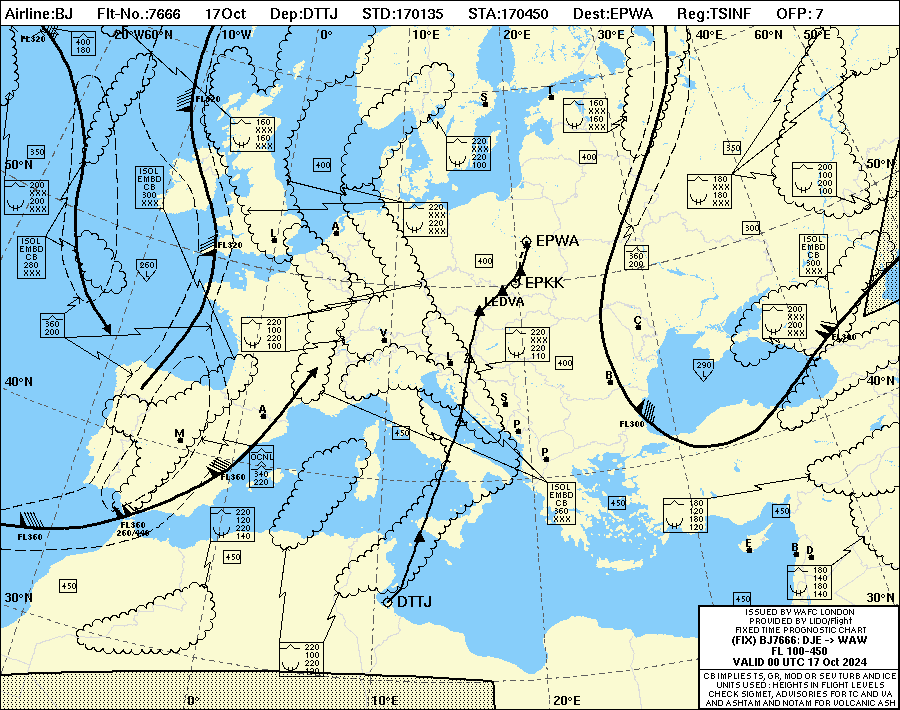 Airline:BJ Flt-No.:7666 17Oct Dep:DTTJ STD:170135 STA:170450 Dest:EPWA Reg:TSINF OFP: 7
FL320 20°W60°N 10°W 0° 10°E 20°E 30°E 40°E 60°N 50°E
400
180
FL320
S
T
160
XXX
160
XXX
160
XXX
160
XXX
350
400
220
XXX
220
100
400
350
50°N
50°N
200
XXX
200
XXX
ISOL
EMBD
CB
300
XXX
180
XXX
180
XXX
200
100
200
100
220
XXX
220
XXX
300
L
A
EPWA
ISOL
EMBD
CB
280
XXX
FL320
260
L
400
360
200
ISOL
EMBD
CB
300
XXX
EPKK
LEDVA
360
200
220
100
220
100
V
220
XXX
220
110
C
200
XXX
200
XXX
FL300
L
400
290
L
40°N
40°N
B
S
A
FL300
M
450
P
P
OCNL
340
220
FL360
ISOL
EMBD
CB
360
XXX
450
180
120
180
120
450
FL360
FL360
260/440
220
120
220
140
E
B
D
450
450
180
140
180
140
30°N
DTTJ
450
30°N
220
100
220
ISSUED BY WAFC LONDON
PROVIDED BY LIDO/Flight
FIXED TIME PROGNOSTIC CHART
(FIX) BJ7666: DJE -> WAW
FL 100-450
VALID 00 UTC 17 Oct 2024
CB IMPLIES TS, GR, MOD OR SEV TURB AND ICE
UNITS USED : HEIGHTS IN FLIGHT LEVELS
CHECK SIGMET, ADVISORIES FOR TC AND VA
AND ASHTAM AND NOTAM FOR VOLCANIC ASH
0° 10°E 20°E